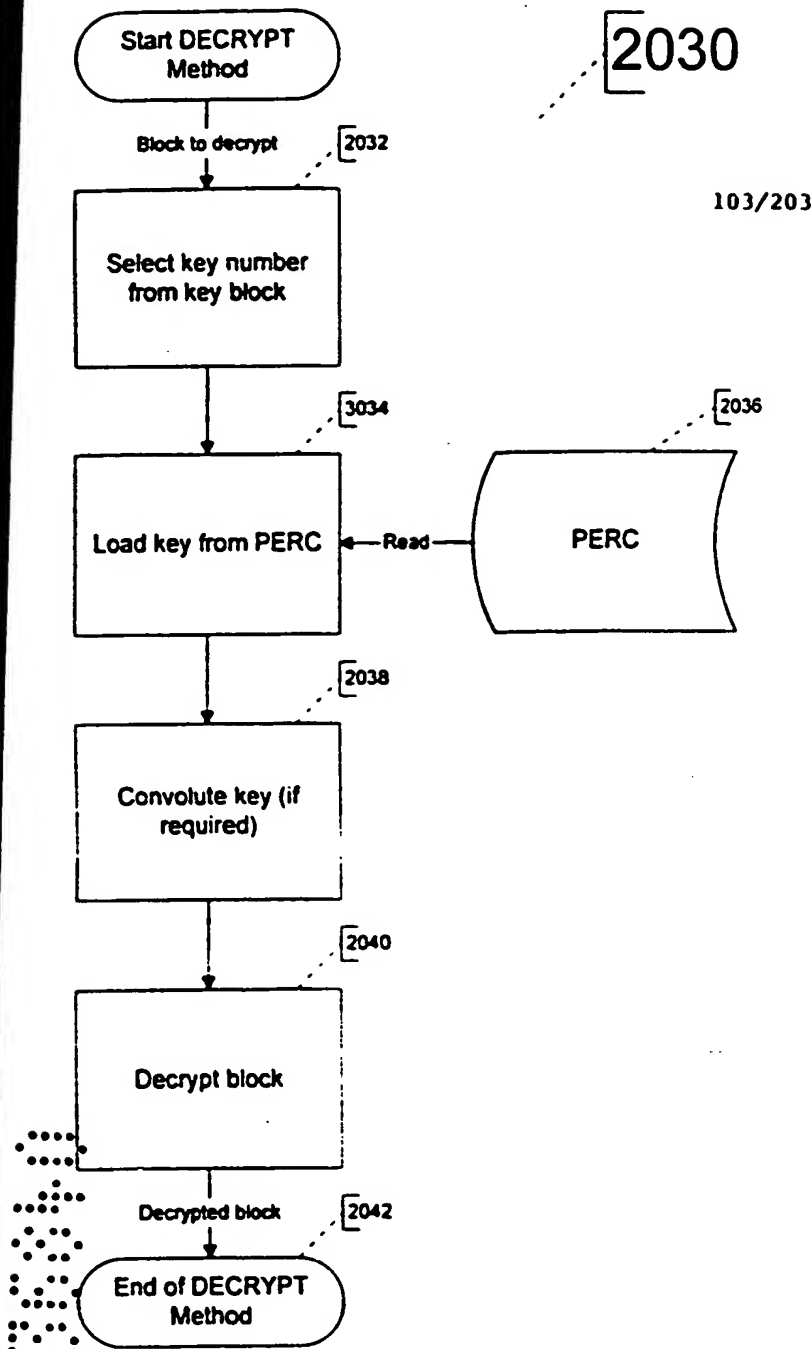 Start DECRYPT
Method
2030
Block to decrypt
2032
103/203
Select key number
from key block
3034
2036
Load key from PERC
Read
PERC
2038
Convolute key (if
required)
2040
Decrypt block
Decrypted block
2042
End of DECRYPT
Method